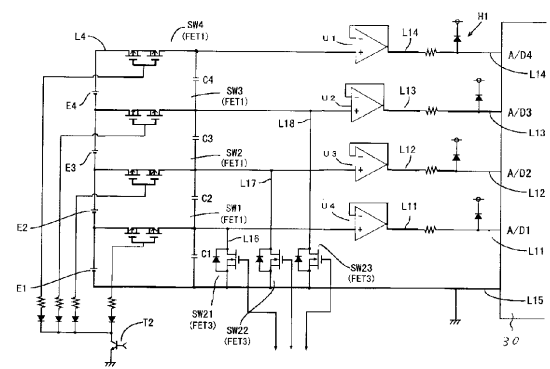 SW4
(FET1)
L4
U1
L14
H1
A/D4
L14
C4
SW3
(FET1)
E4
U2
L13
A/D3
L13
L18
C3
SW2
(FET1)
E3
U3
L12
A/D2
L12
L17
C2
SW1
(FET1)
E2
U4
L11
A/D1
L11
L16
C1
SW23
(FET3)
E1
SW21
(FET3)
SW22
(FET3)
L15
T2
30